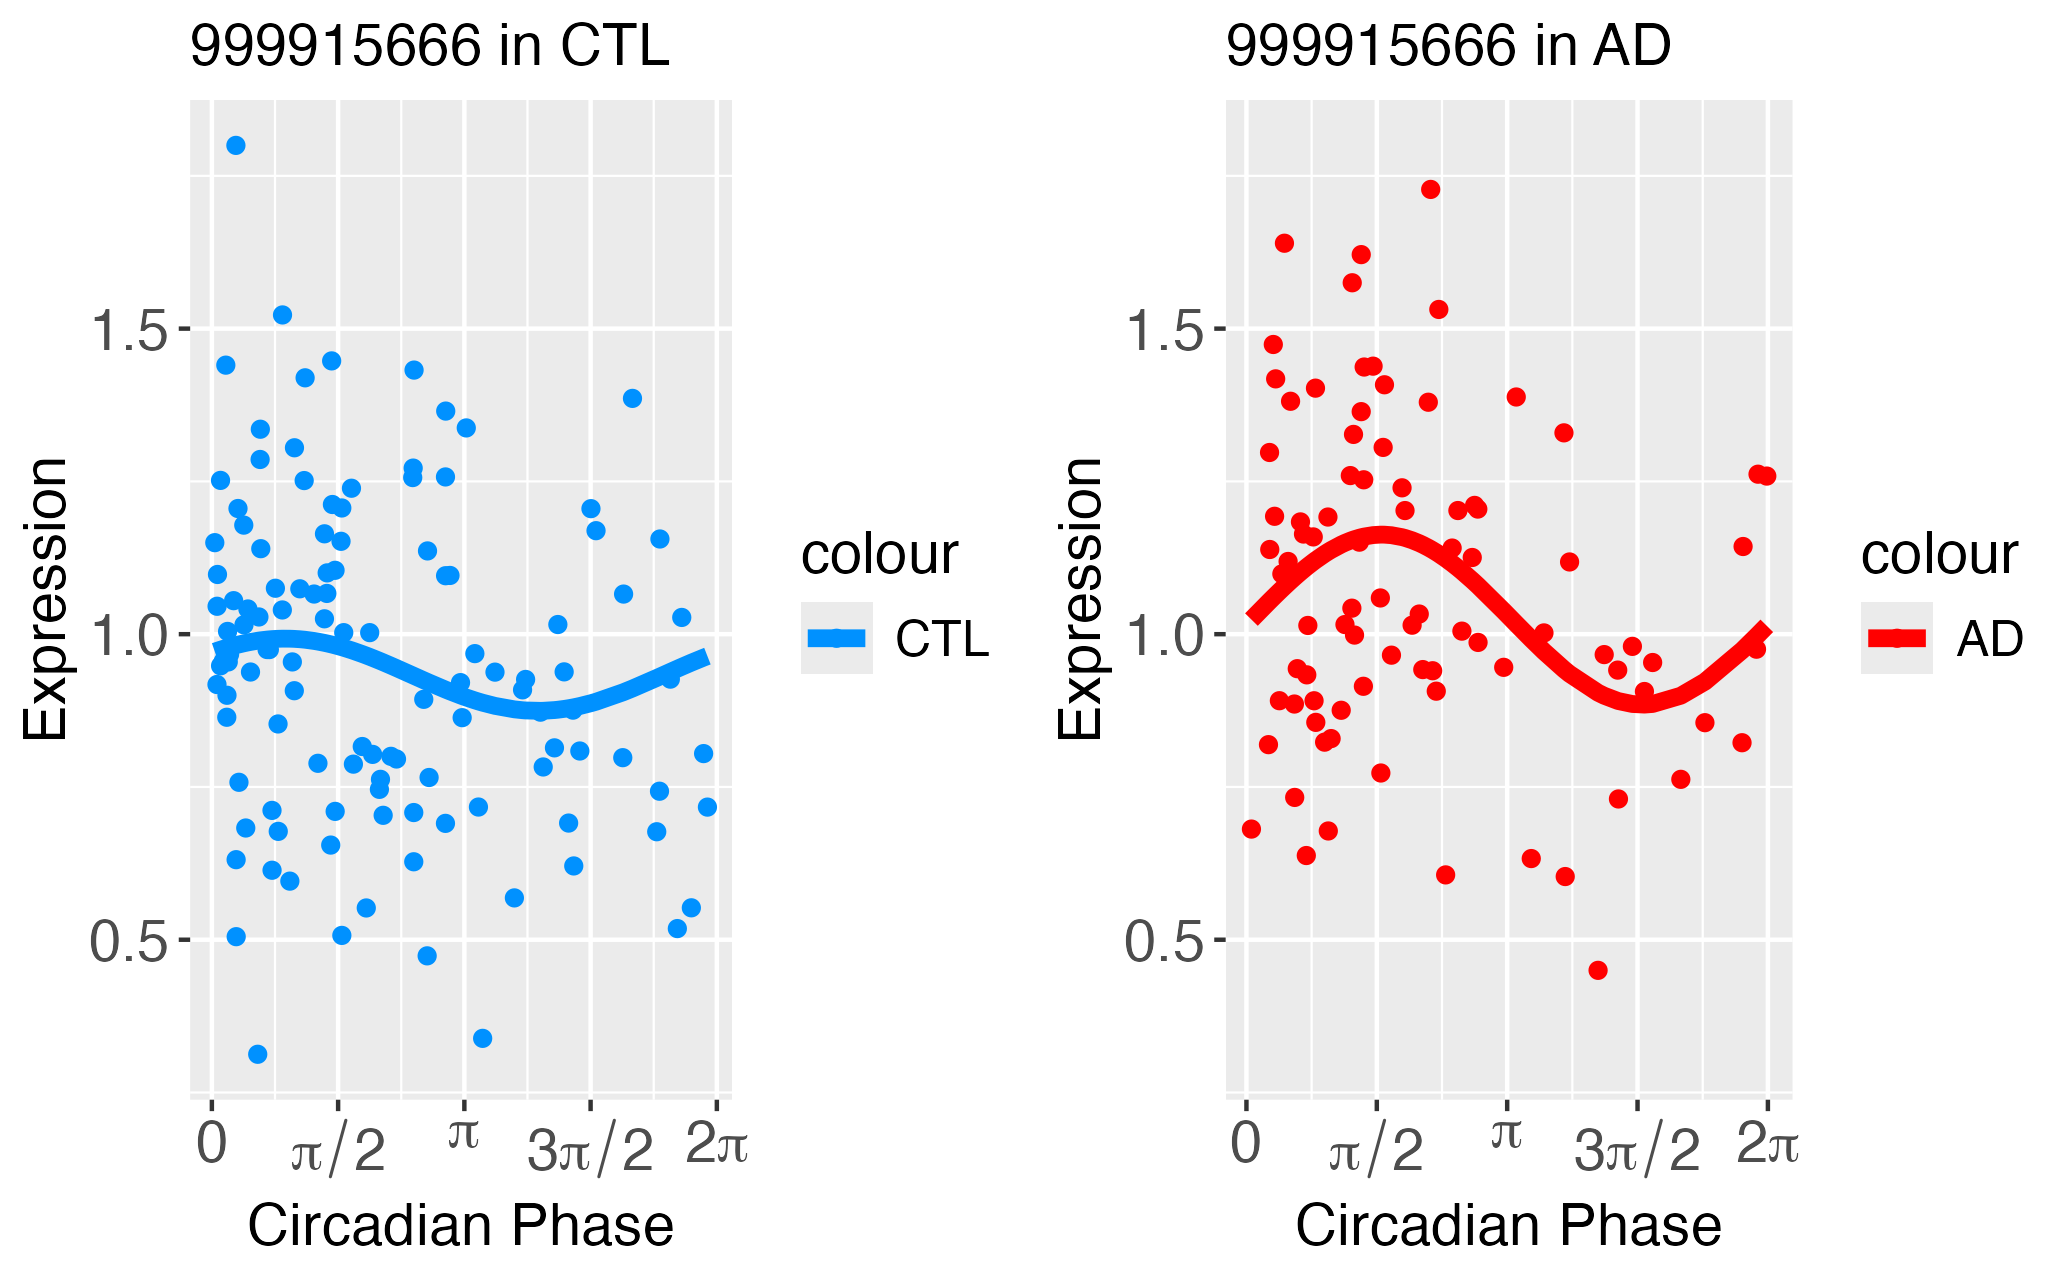 999915666 in CTL
Expression
1.5
1.0
0.5
0
π/2
π
3π/2
2π
Circadian Phase
colour
CTL
999915666 in AD
Expression
1.5
1.0
0.5
0
π/2
π
3π/2
2π
Circadian Phase
colour
AD